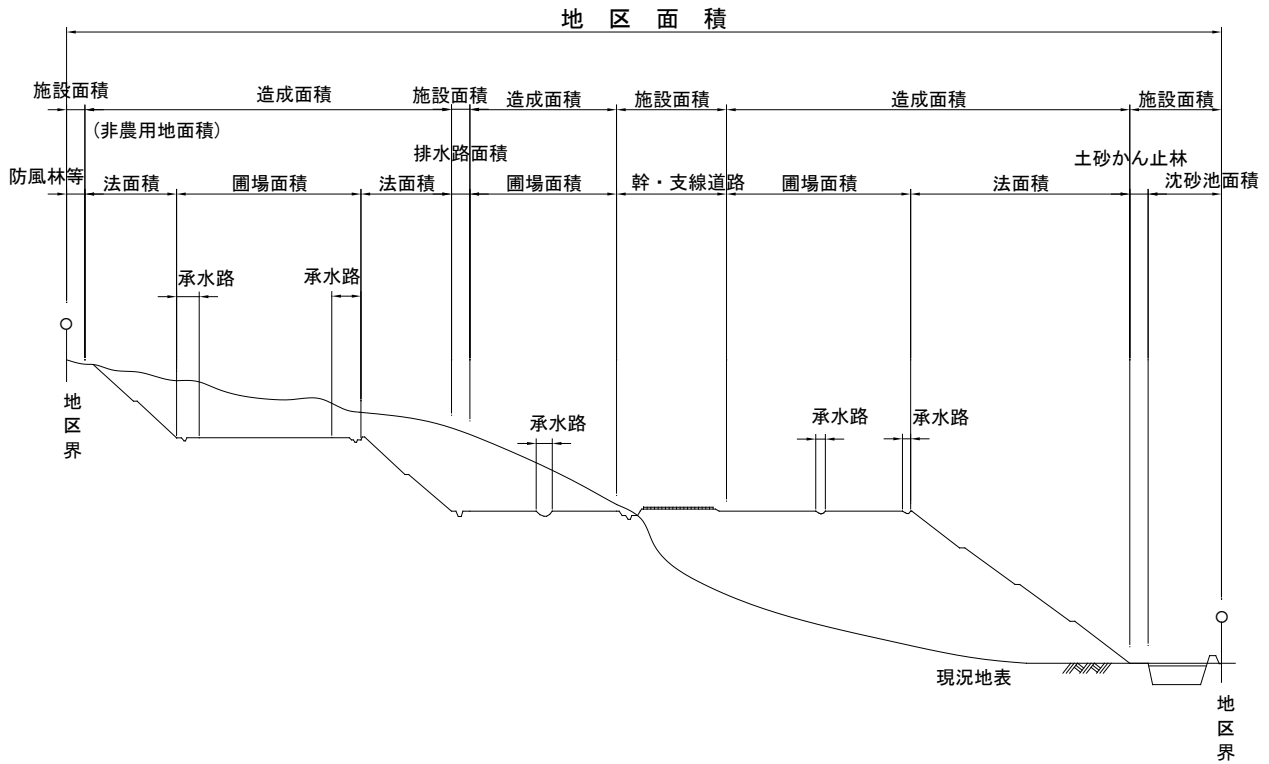 地区面積
施設面積
造成面積
施設面積
造成面積
施設面積
造成面積
施設面積
(非農用地面積)
排水路面積
土砂かん止林
防風林等
法面積
圃場面積
法面積
圃場面積
幹・支線道路
圃場面積
法面積
沈砂池面積
承水路
承水路
承水路
承水路
承水路
地区界
現況地表
地区界